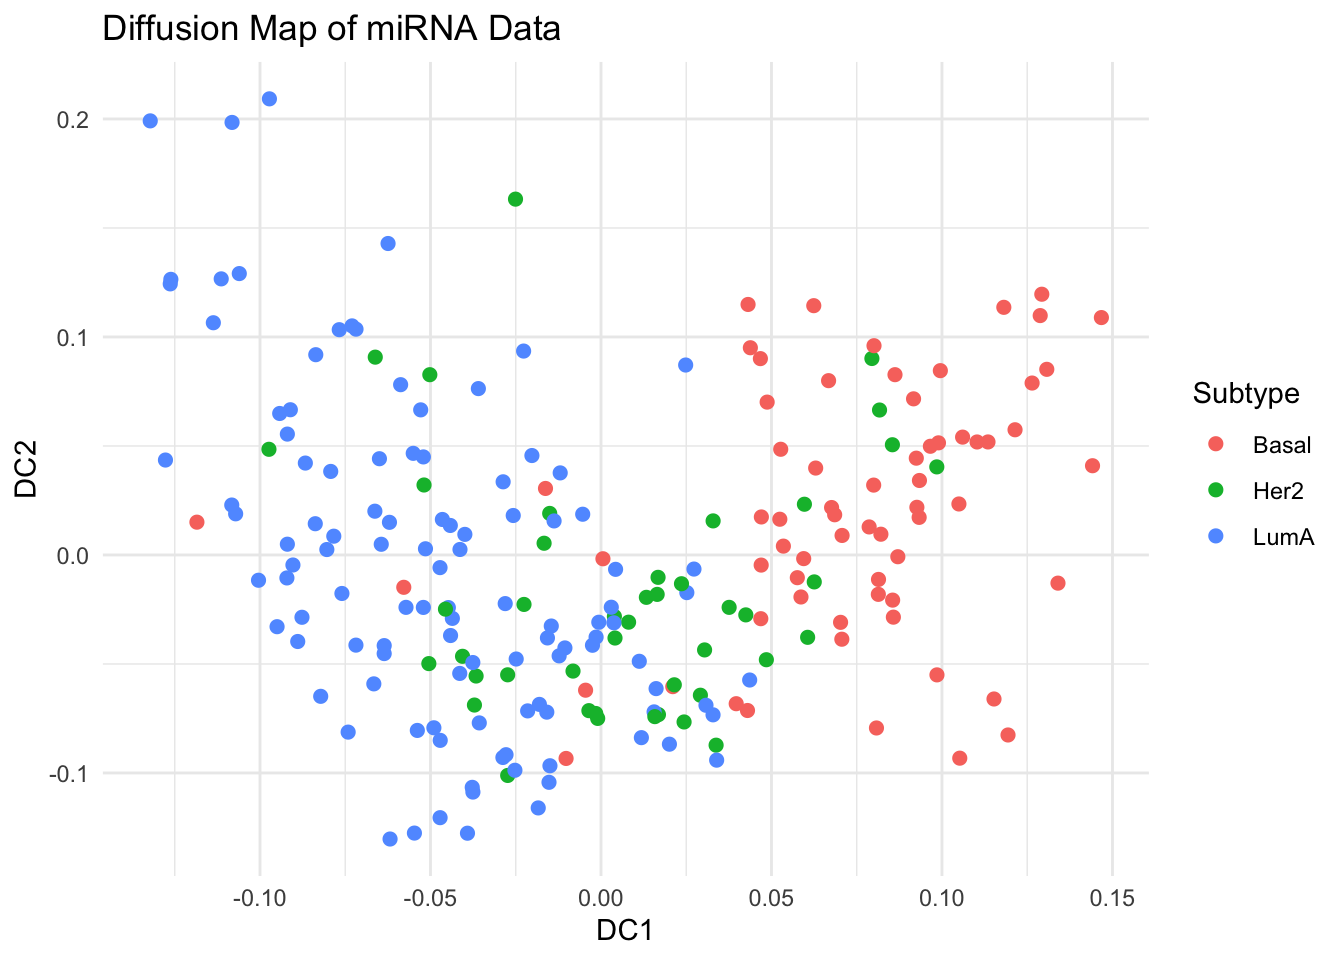 Diffusion Map of miRNA Data
0.2
0.1
0.0
-0.1
DC2
-0.10
-0.05
0.00
0.05
0.10
0.15
DC1
Subtype
Basal
Her2
LumA